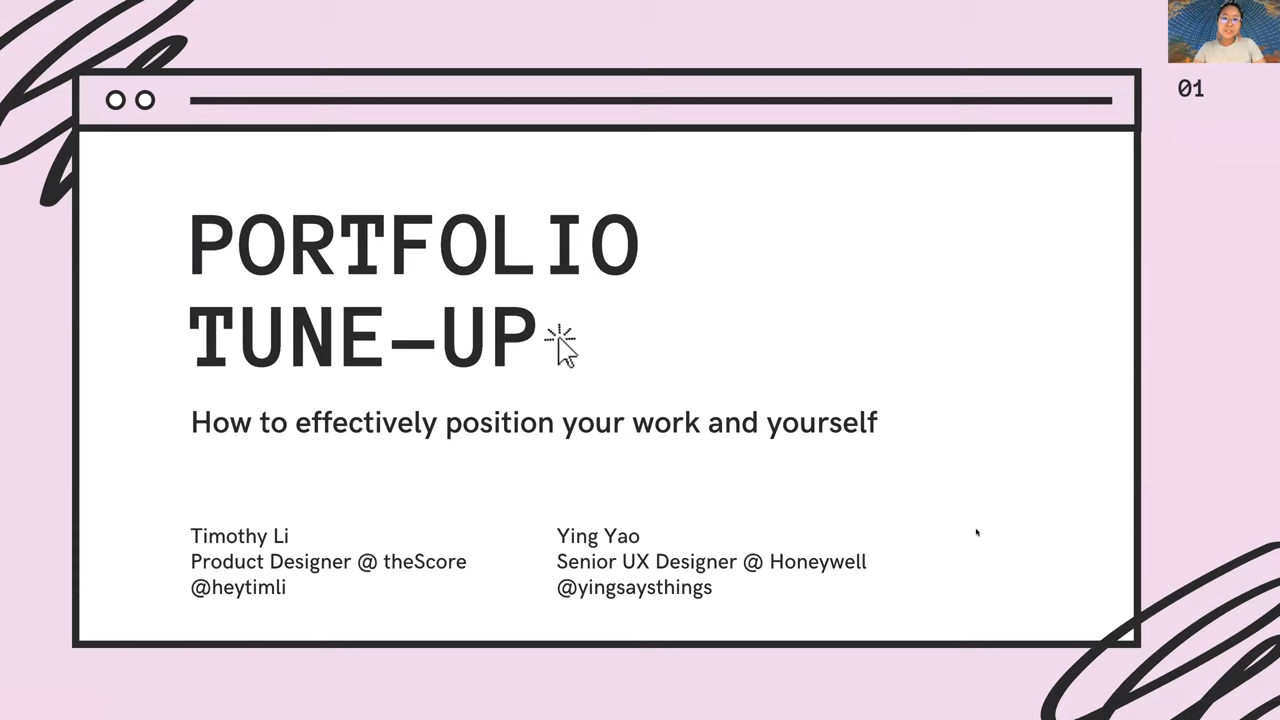 01
PORTFOLIO
TUNE-UP
How to effectively position your work and yourself
Timothy Li
Product Designer @ theScore
@heytimli
Ying Yao
Senior UX Designer @ Honeywell
@yingsaysthings